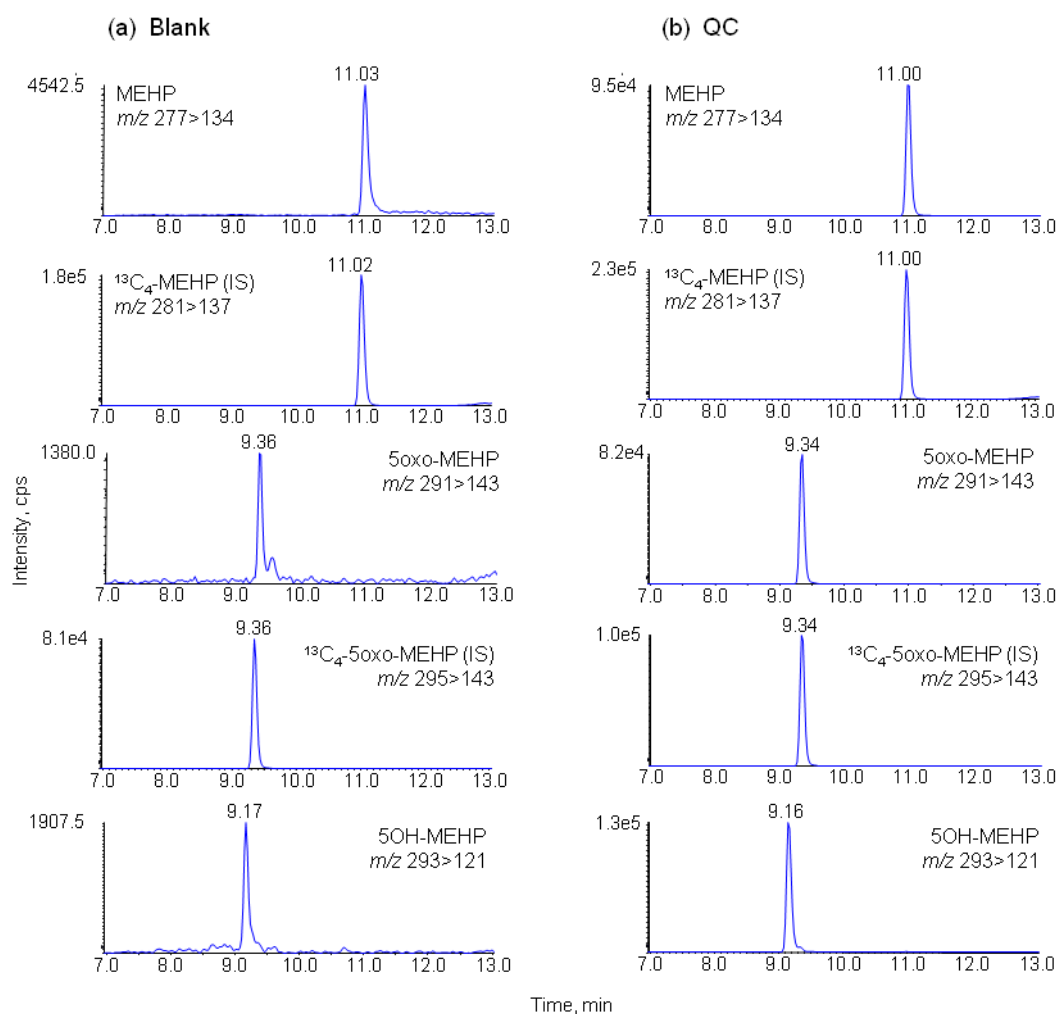 (a) Blank
4542.5
11.03
MEHP
m/z 277>134
7.0 8.0 9.0 10.0 11.0 12.0 13.0
1.8e5
11.02
¹³C₄-MEHP (IS)
m/z 281>137
7.0 8.0 9.0 10.0 11.0 12.0 13.0
1380.0
9.36
5oxo-MEHP
m/z 291>143
7.0 8.0 9.0 10.0 11.0 12.0 13.0
8.1e4
9.36
¹³C₄-5oxo-MEHP (IS)
m/z 295>143
7.0 8.0 9.0 10.0 11.0 12.0 13.0
1907.5
9.17
5OH-MEHP
m/z 293>121
7.0 8.0 9.0 10.0 11.0 12.0 13.0
(b) QC
9.5e4
11.00
MEHP
m/z 277>134
7.0 8.0 9.0 10.0 11.0 12.0 13.0
2.3e5
11.00
¹³C₄-MEHP (IS)
m/z 281>137
7.0 8.0 9.0 10.0 11.0 12.0 13.0
8.2e4
9.34
5oxo-MEHP
m/z 291>143
7.0 8.0 9.0 10.0 11.0 12.0 13.0
1.0e5
9.34
¹³C₄-5oxo-MEHP (IS)
m/z 295>143
7.0 8.0 9.0 10.0 11.0 12.0 13.0
1.3e5
9.16
5OH-MEHP
m/z 293>121
7.0 8.0 9.0 10.0 11.0 12.0 13.0
Intensity, cps
Time, min